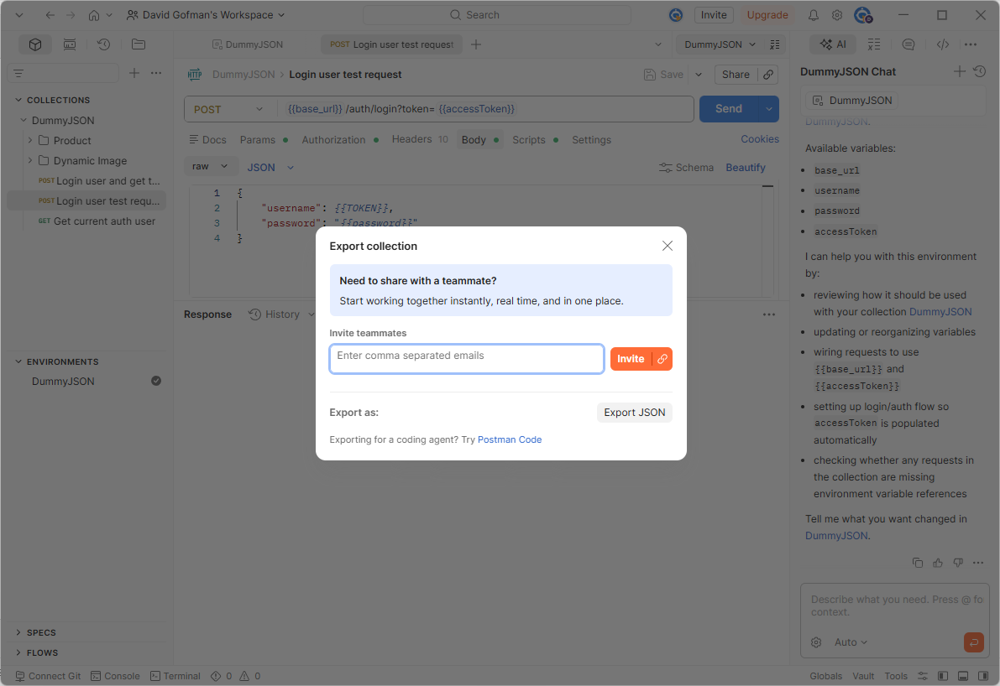 David Gofman's Workspace
Search
Invite
Upgrade
DummyJSON
POST Login user test request
DummyJSON
AI
HTTP DummyJSON › Login user test request
Save
Share
DummyJSON Chat
COLLECTIONS
DummyJSON
Product
Dynamic Image
POST Login user and get t...
POST Login user test requ...
GET Get current auth user
POST
{{base_url}} /auth/login?token= {{accessToken}}
Send
Docs
Params
Authorization
Headers 10
Body
Scripts
Settings
Cookies
raw
JSON
Schema
Beautify
1 {
2 "username": {{TOKEN}},
3 "password": "{{password}}"
4 }
Response
History
Export collection
Need to share with a teammate?
Start working together instantly, real time, and in one place.
Invite teammates
Enter comma separated emails
Invite
Export as:
Export JSON
Exporting for a coding agent? Try Postman Code
ENVIRONMENTS
DummyJSON
SPECS
FLOWS
DummyJSON
DummyJSON.
Available variables:
• base_url
• username
• password
• accessToken
I can help you with this environment
by:
• reviewing how it should be used
with your collection DummyJSON
• updating or reorganizing variables
• wiring requests to use
{{base_url}} and
{{accessToken}}
• setting up login/auth flow so
accessToken is populated
automatically
• checking whether any requests in
the collection are missing
environment variable references
Tell me what you want changed in
DummyJSON.
Describe what you need. Press @ fo
context.
Auto
Connect Git
Console
Terminal
0
0
Globals
Vault
Tools